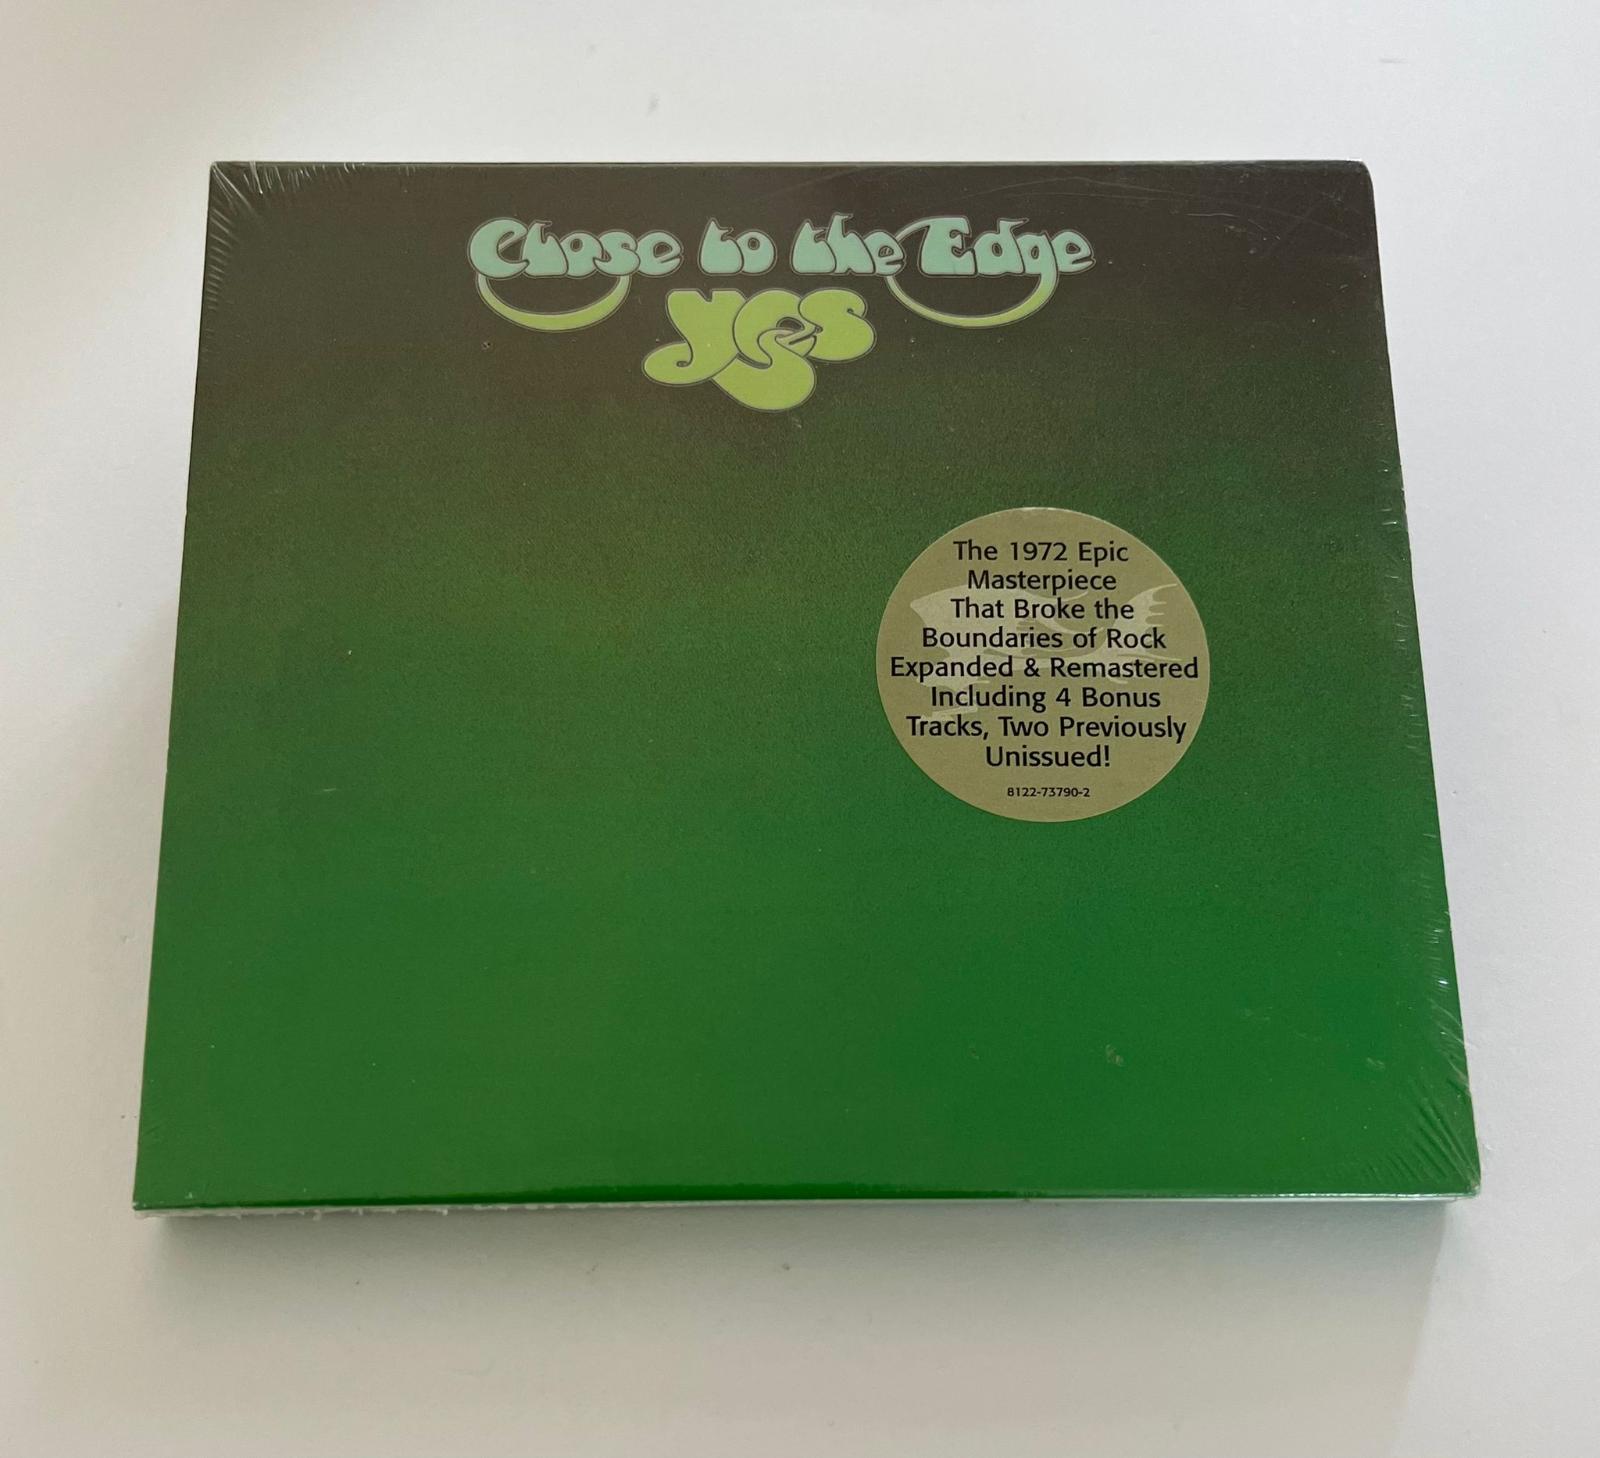 Close to the Edge
yes
The 1972 Epic
Masterpiece
That Broke the
Boundaries of Rock
Expanded & Remastered
Including 4 Bonus
Tracks, Two Previously
Unissued!
8122-73790-2